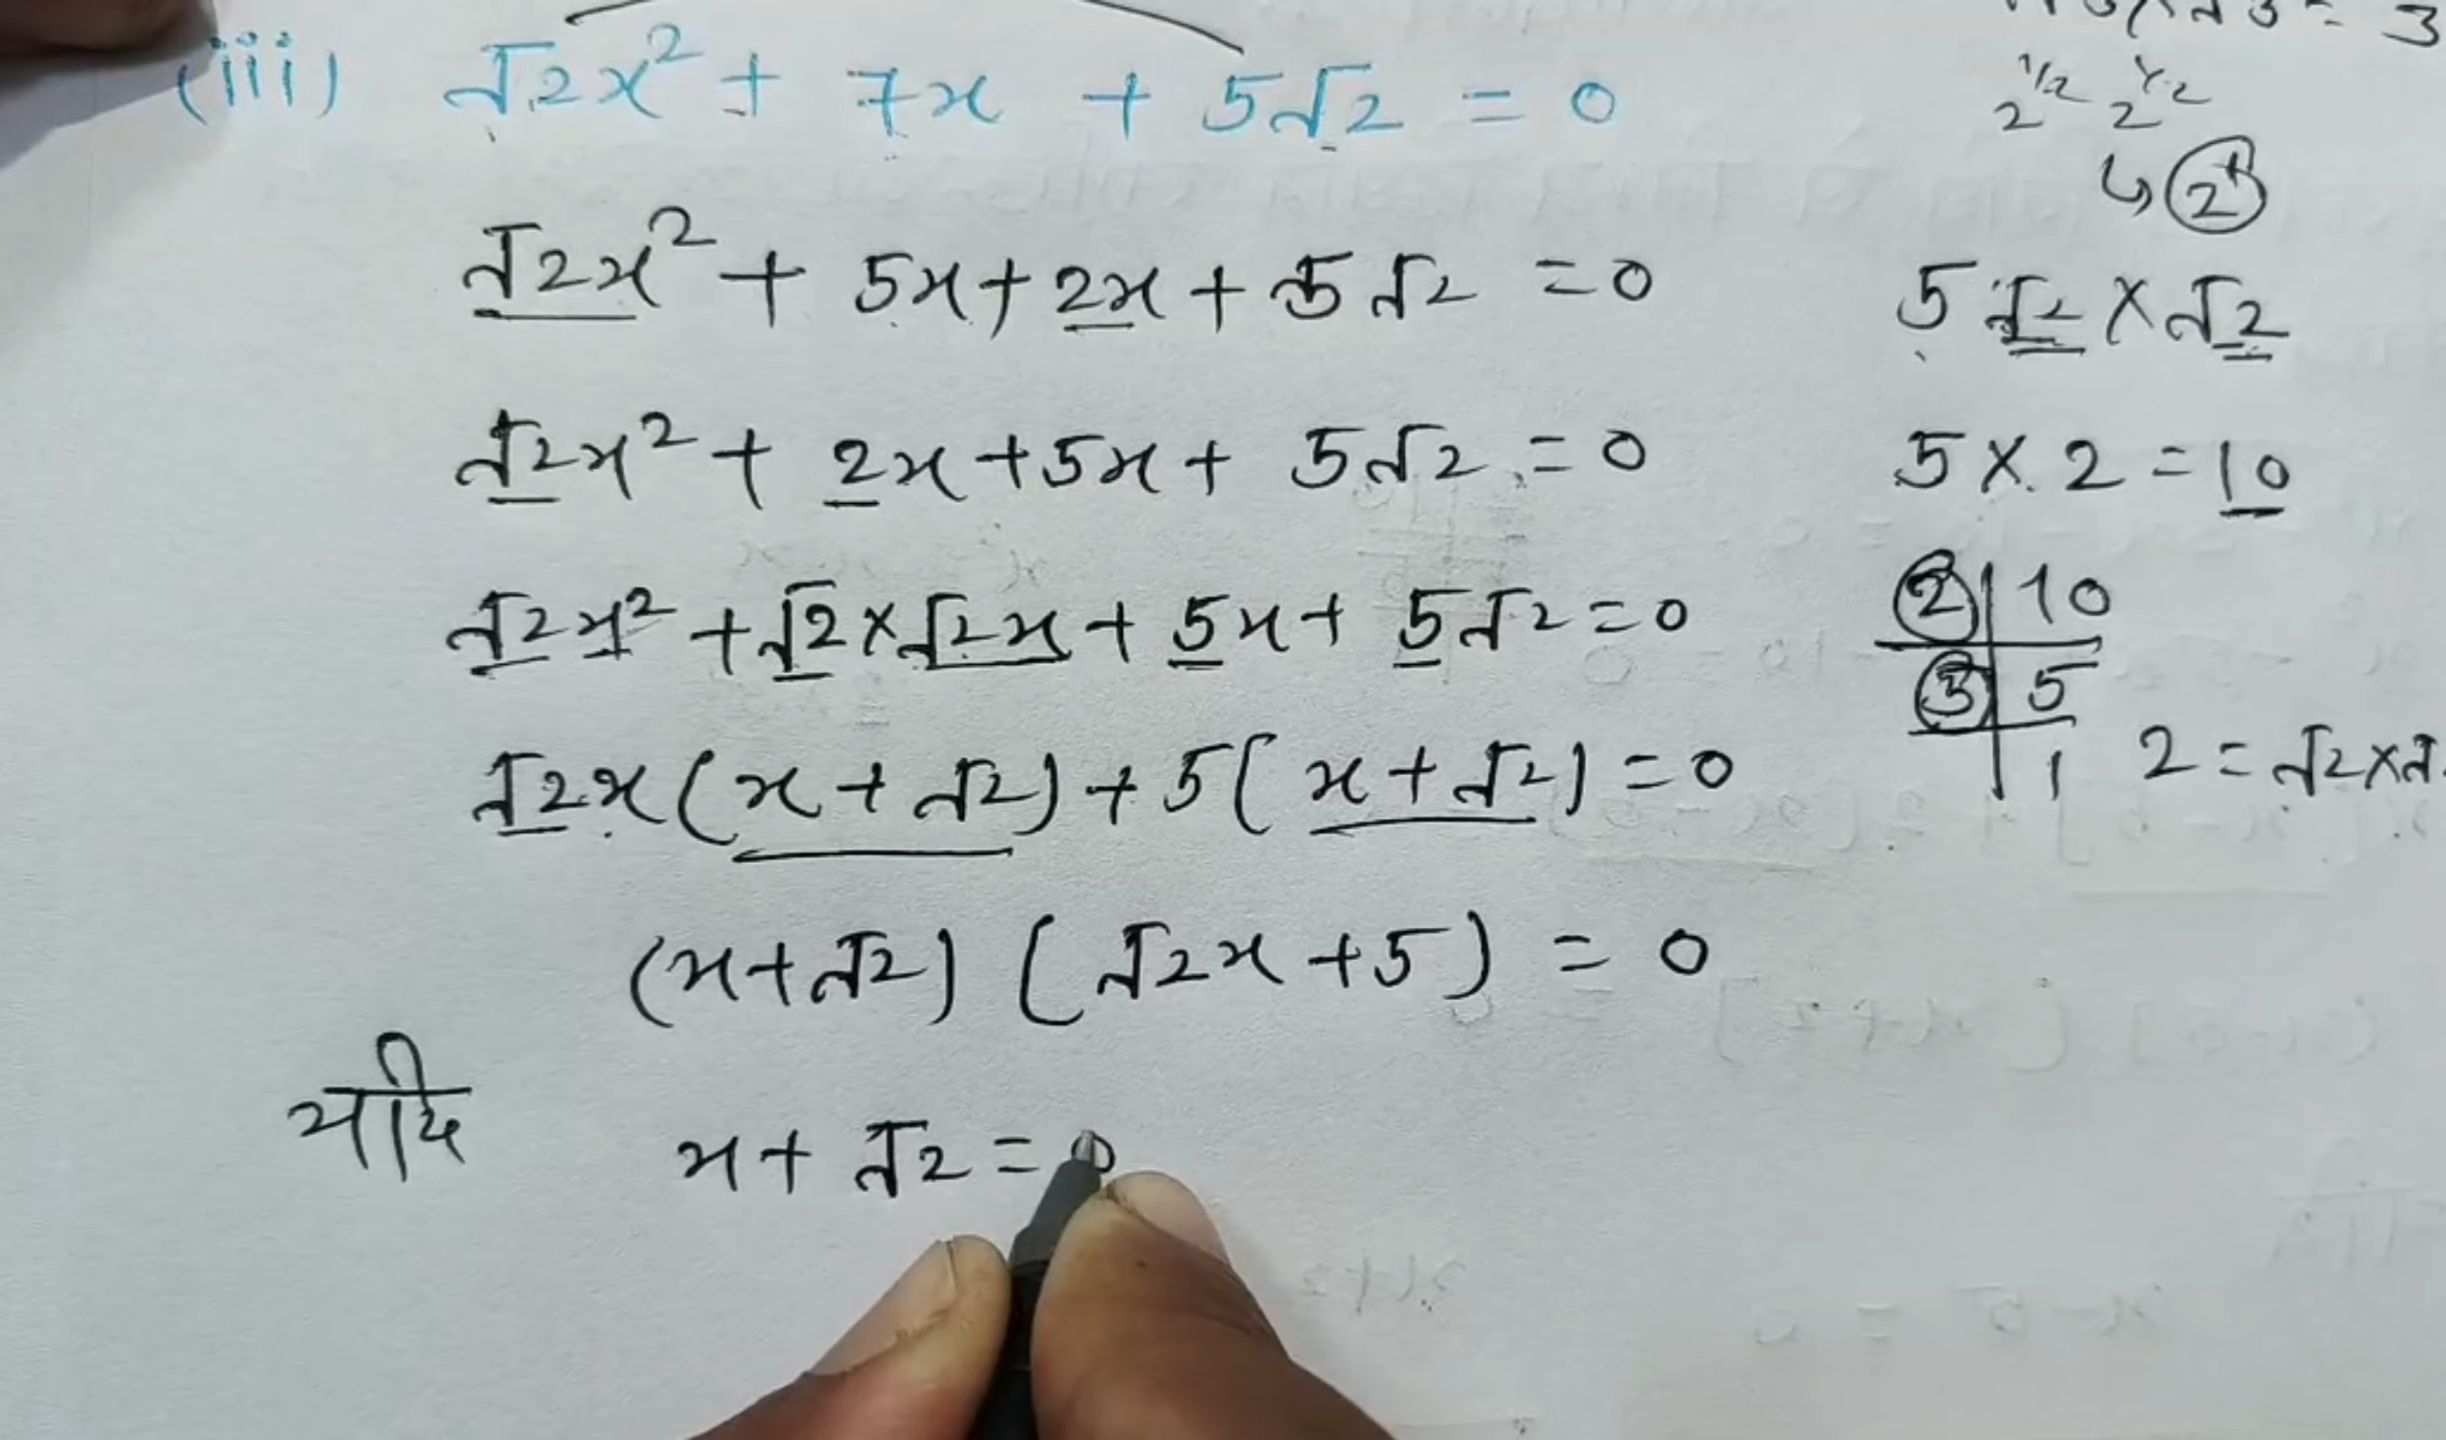 (iii) √2x² + 7x + 5√2 = 0
√2x² + 5x + 2x + 5√2 = 0
√2x² + 2x + 5x + 5√2 = 0
√2x² + √2 × √2x + 5x + 5√2 = 0
√2x (x + √2) + 5 (x + √2) = 0
(x + √2) (√2x + 5) = 0
यदि x + √2 = 0
3
2^1/2 2^1/2
↳ 2¹
5√2 × √2
5 × 2 = 10
2 | 10
5 | 5
| 1
2 = √2 × √